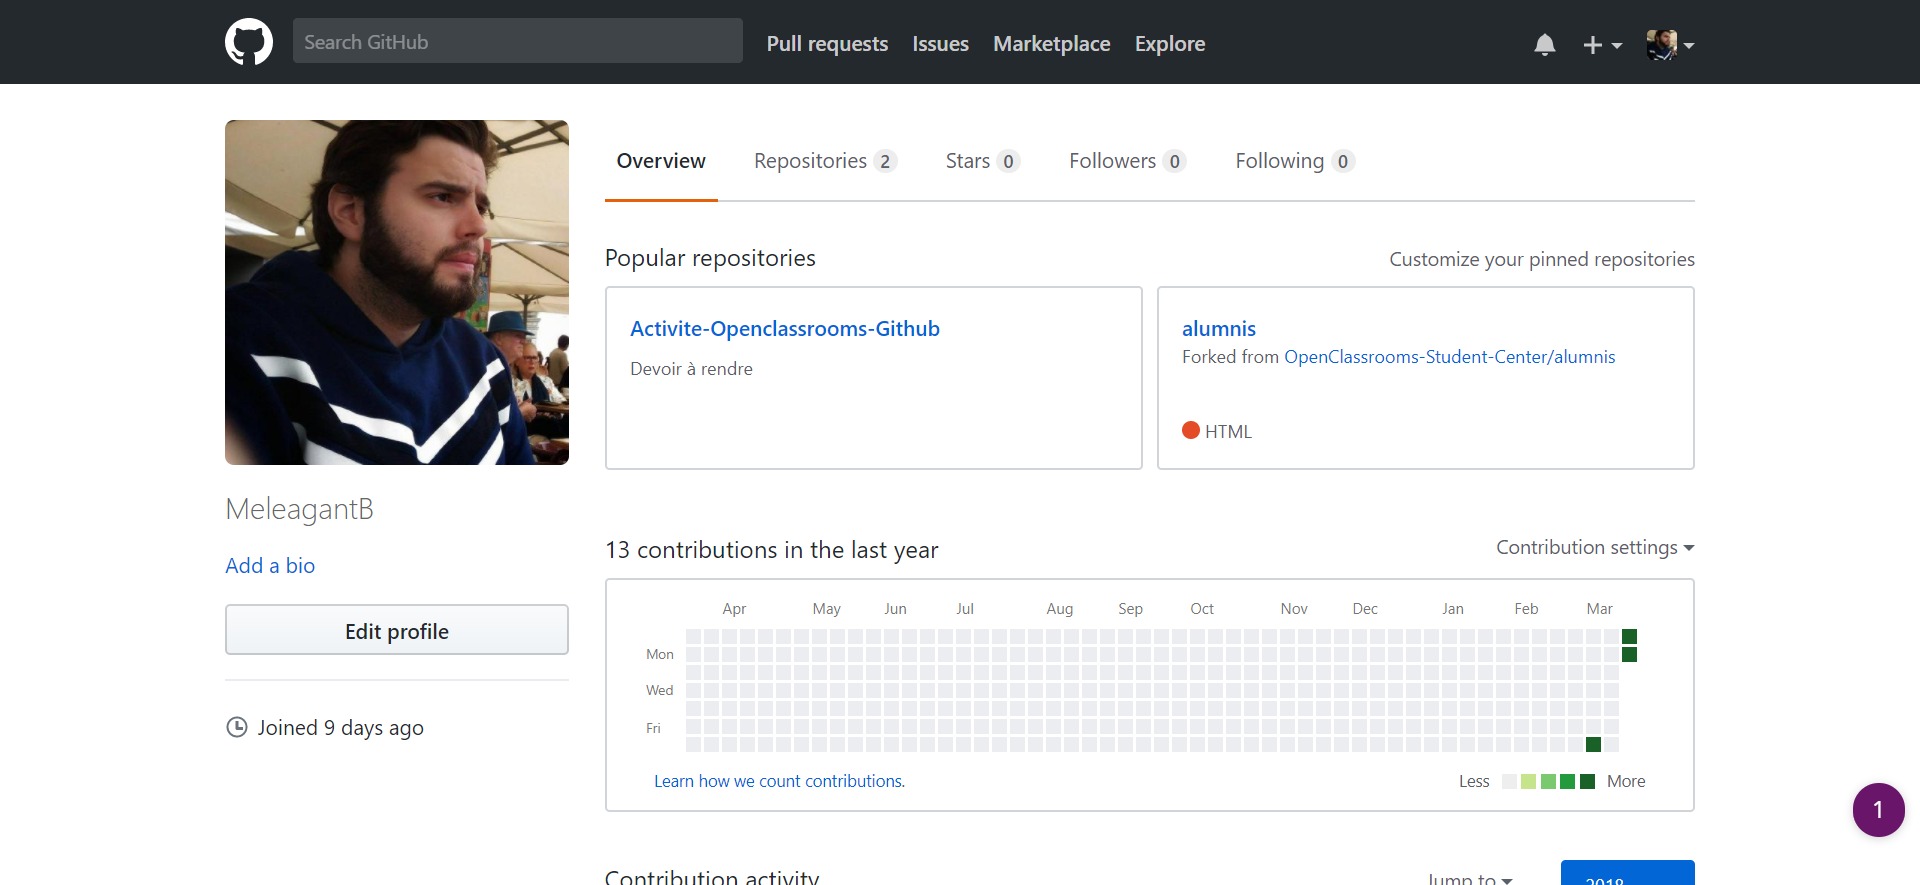 Search GitHub
Pull requests Issues Marketplace Explore
Overview Repositories 2 Stars 0 Followers 0 Following 0
Popular repositories
Customize your pinned repositories
Activite-Openclassrooms-Github
Devoir à rendre
alumnis
Forked from OpenClassrooms-Student-Center/alumnis
HTML
MeleagantB
Add a bio
Edit profile
Joined 9 days ago
13 contributions in the last year
Contribution settings
Apr May Jun Jul Aug Sep Oct Nov Dec Jan Feb Mar
Mon
Wed
Fri
Learn how we count contributions.
Less More
1
Contribution activity
Jump to
2018